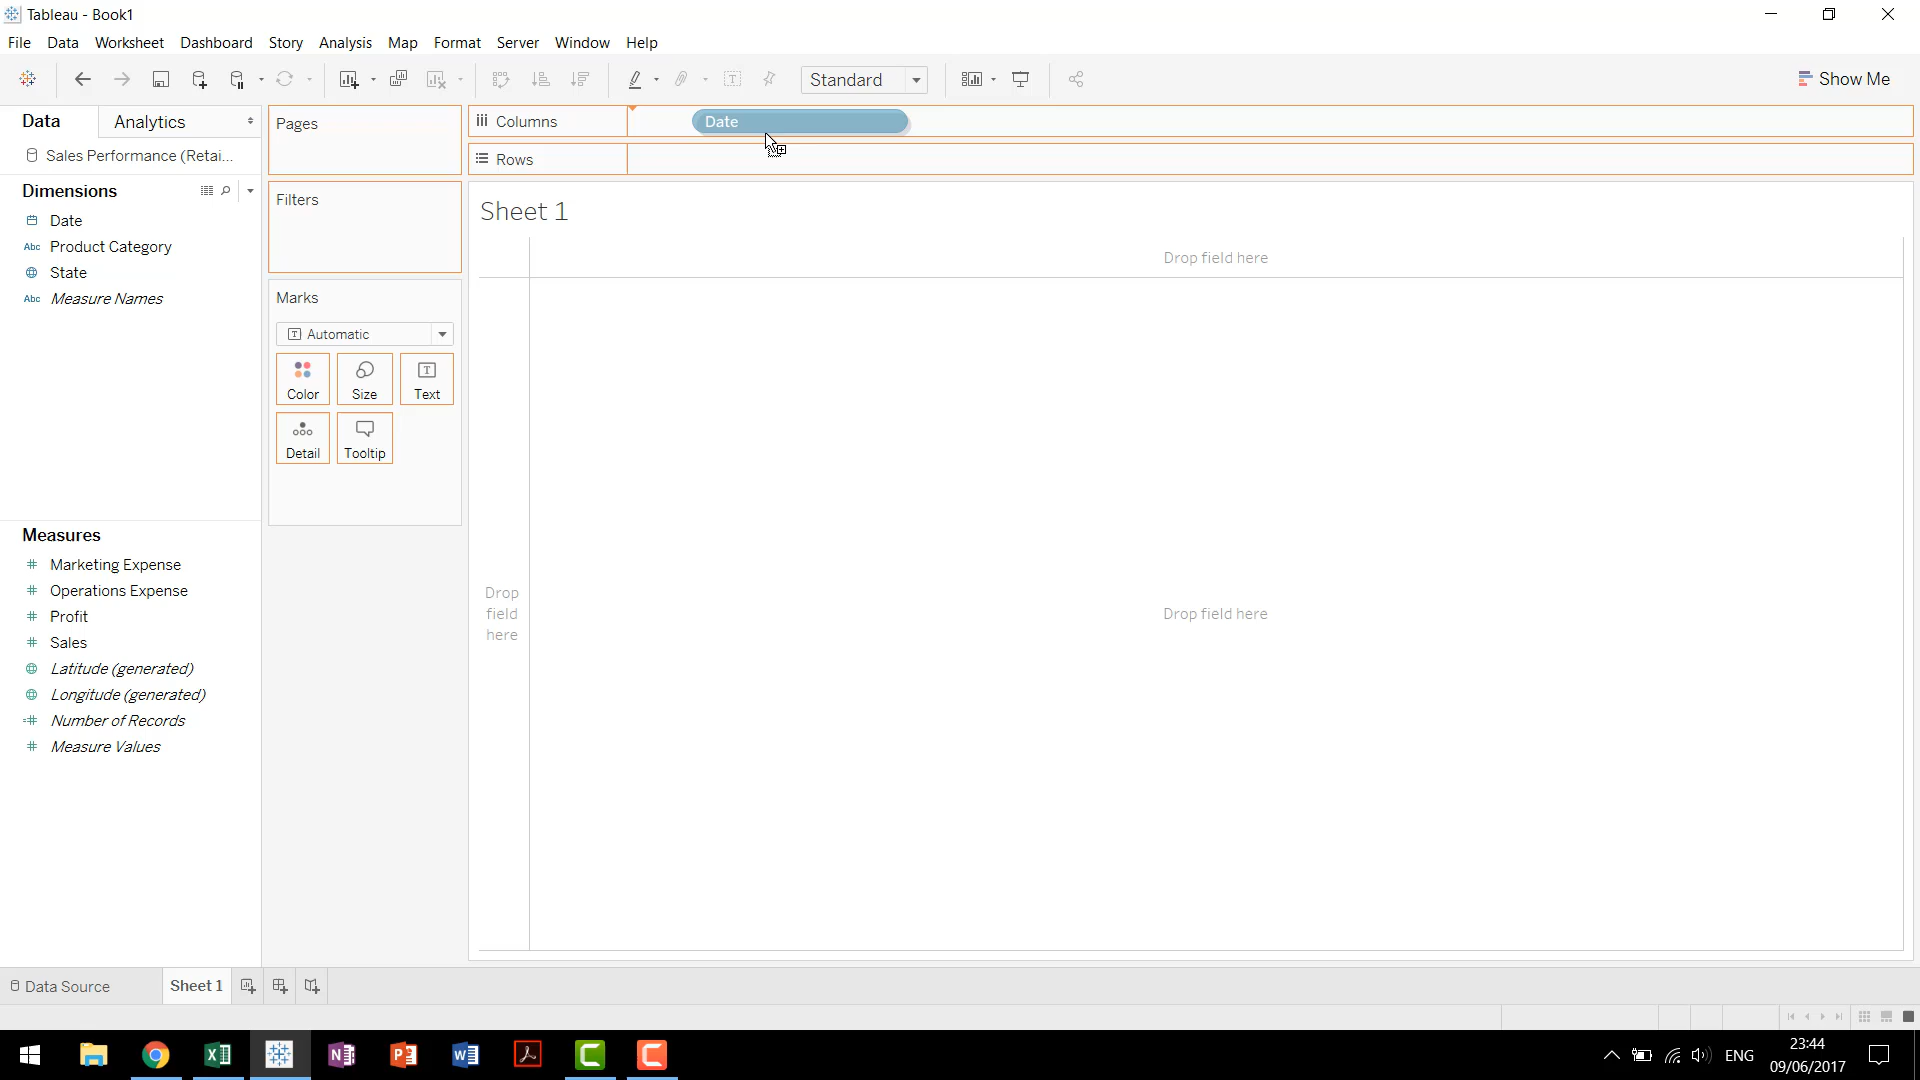 Tableau - Book1
File Data Worksheet Dashboard Story Analysis Map Format Server Window Help
Standard
Show Me
Data Analytics
Sales Performance (Retai...
Dimensions
Date
Abc Product Category
State
Abc Measure Names
Measures
Marketing Expense
Operations Expense
Profit
Sales
Latitude (generated)
Longitude (generated)
Number of Records
Measure Values
Pages
Filters
Marks
T Automatic
Color Size Text
Detail Tooltip
Columns Date
Rows
Sheet 1
Drop field here
Drop
field
here
Drop field here
Data Source Sheet 1
ENG
23:44
09/06/2017